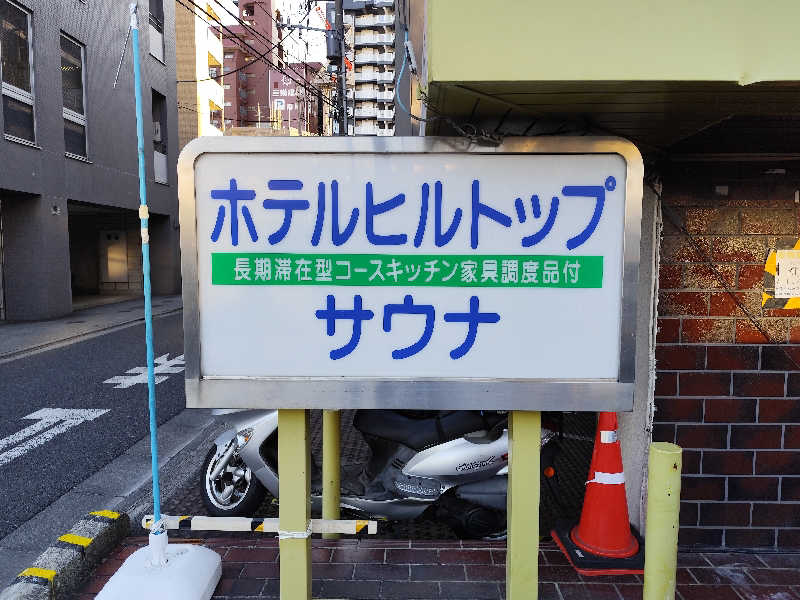 ホテルヒルトップ
長期滞在型コースキッチン家具調度品付
サウナ